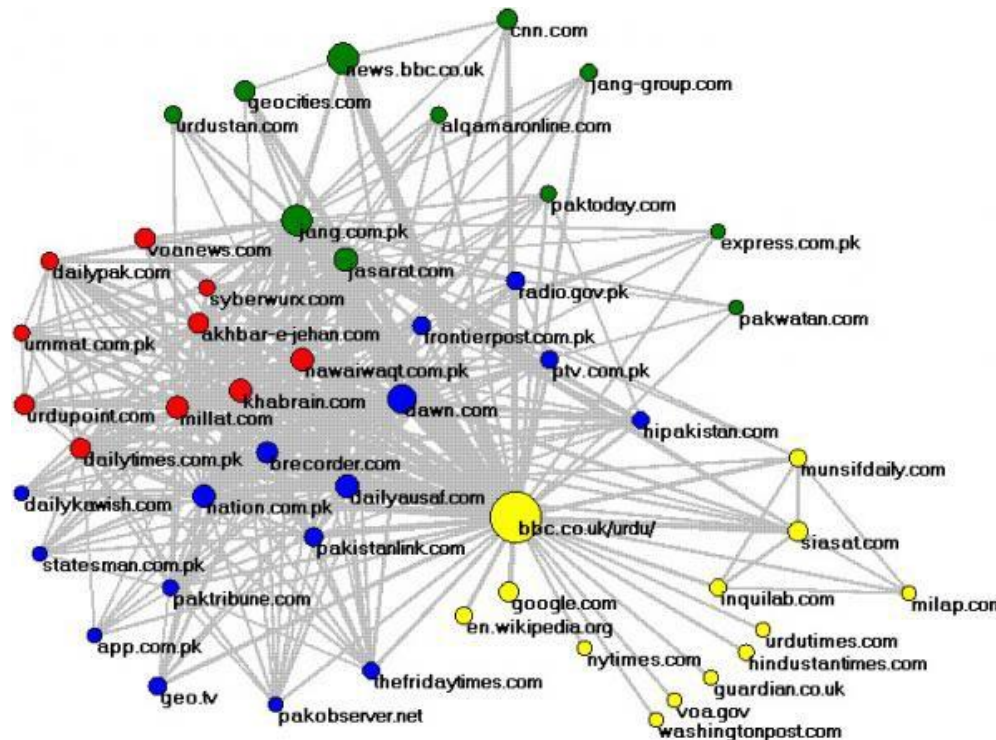 cnn.com
news.bbc.co.uk
jang-group.com
geocities.com
urdustan.com
alqamaronline.com
paktoday.com
jang.com.pk
express.com.pk
voanews.com
dailypak.com
jasarat.com
radio.gov.pk
syberwurx.com
pakwatan.com
ummat.com.pk
akhbar-e-jehan.com
frontierpost.com.pk
nawaiwaqt.com.pk
ptv.com.pk
urdupoint.com
millat.com
khabrain.com
dawn.com
hipakistan.com
dailytimes.com.pk
brecorder.com
munsifdaily.com
dailykawish.com
nation.com.pk
dailyausaf.com
bbc.co.uk/urdu/
siasat.com
pakistanlink.com
statesman.com.pk
paktribune.com
google.com
inquilab.com
milap.com
en.wikipedia.org
app.com.pk
urdutimes.com
nytimes.com
hindustantimes.com
thefridaytimes.com
guardian.co.uk
geo.tv
pakobserver.net
voa.gov
washingtonpost.com